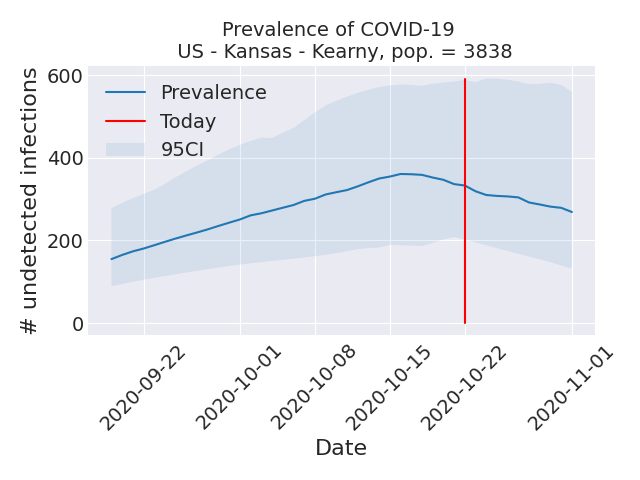 Prevalence of COVID-19
US - Kansas - Kearny, pop. = 3838
# undetected infections
600
400
200
0
Prevalence
Today
95CI
2020-09-22
2020-10-01
2020-10-08
2020-10-15
2020-10-22
2020-11-01
Date